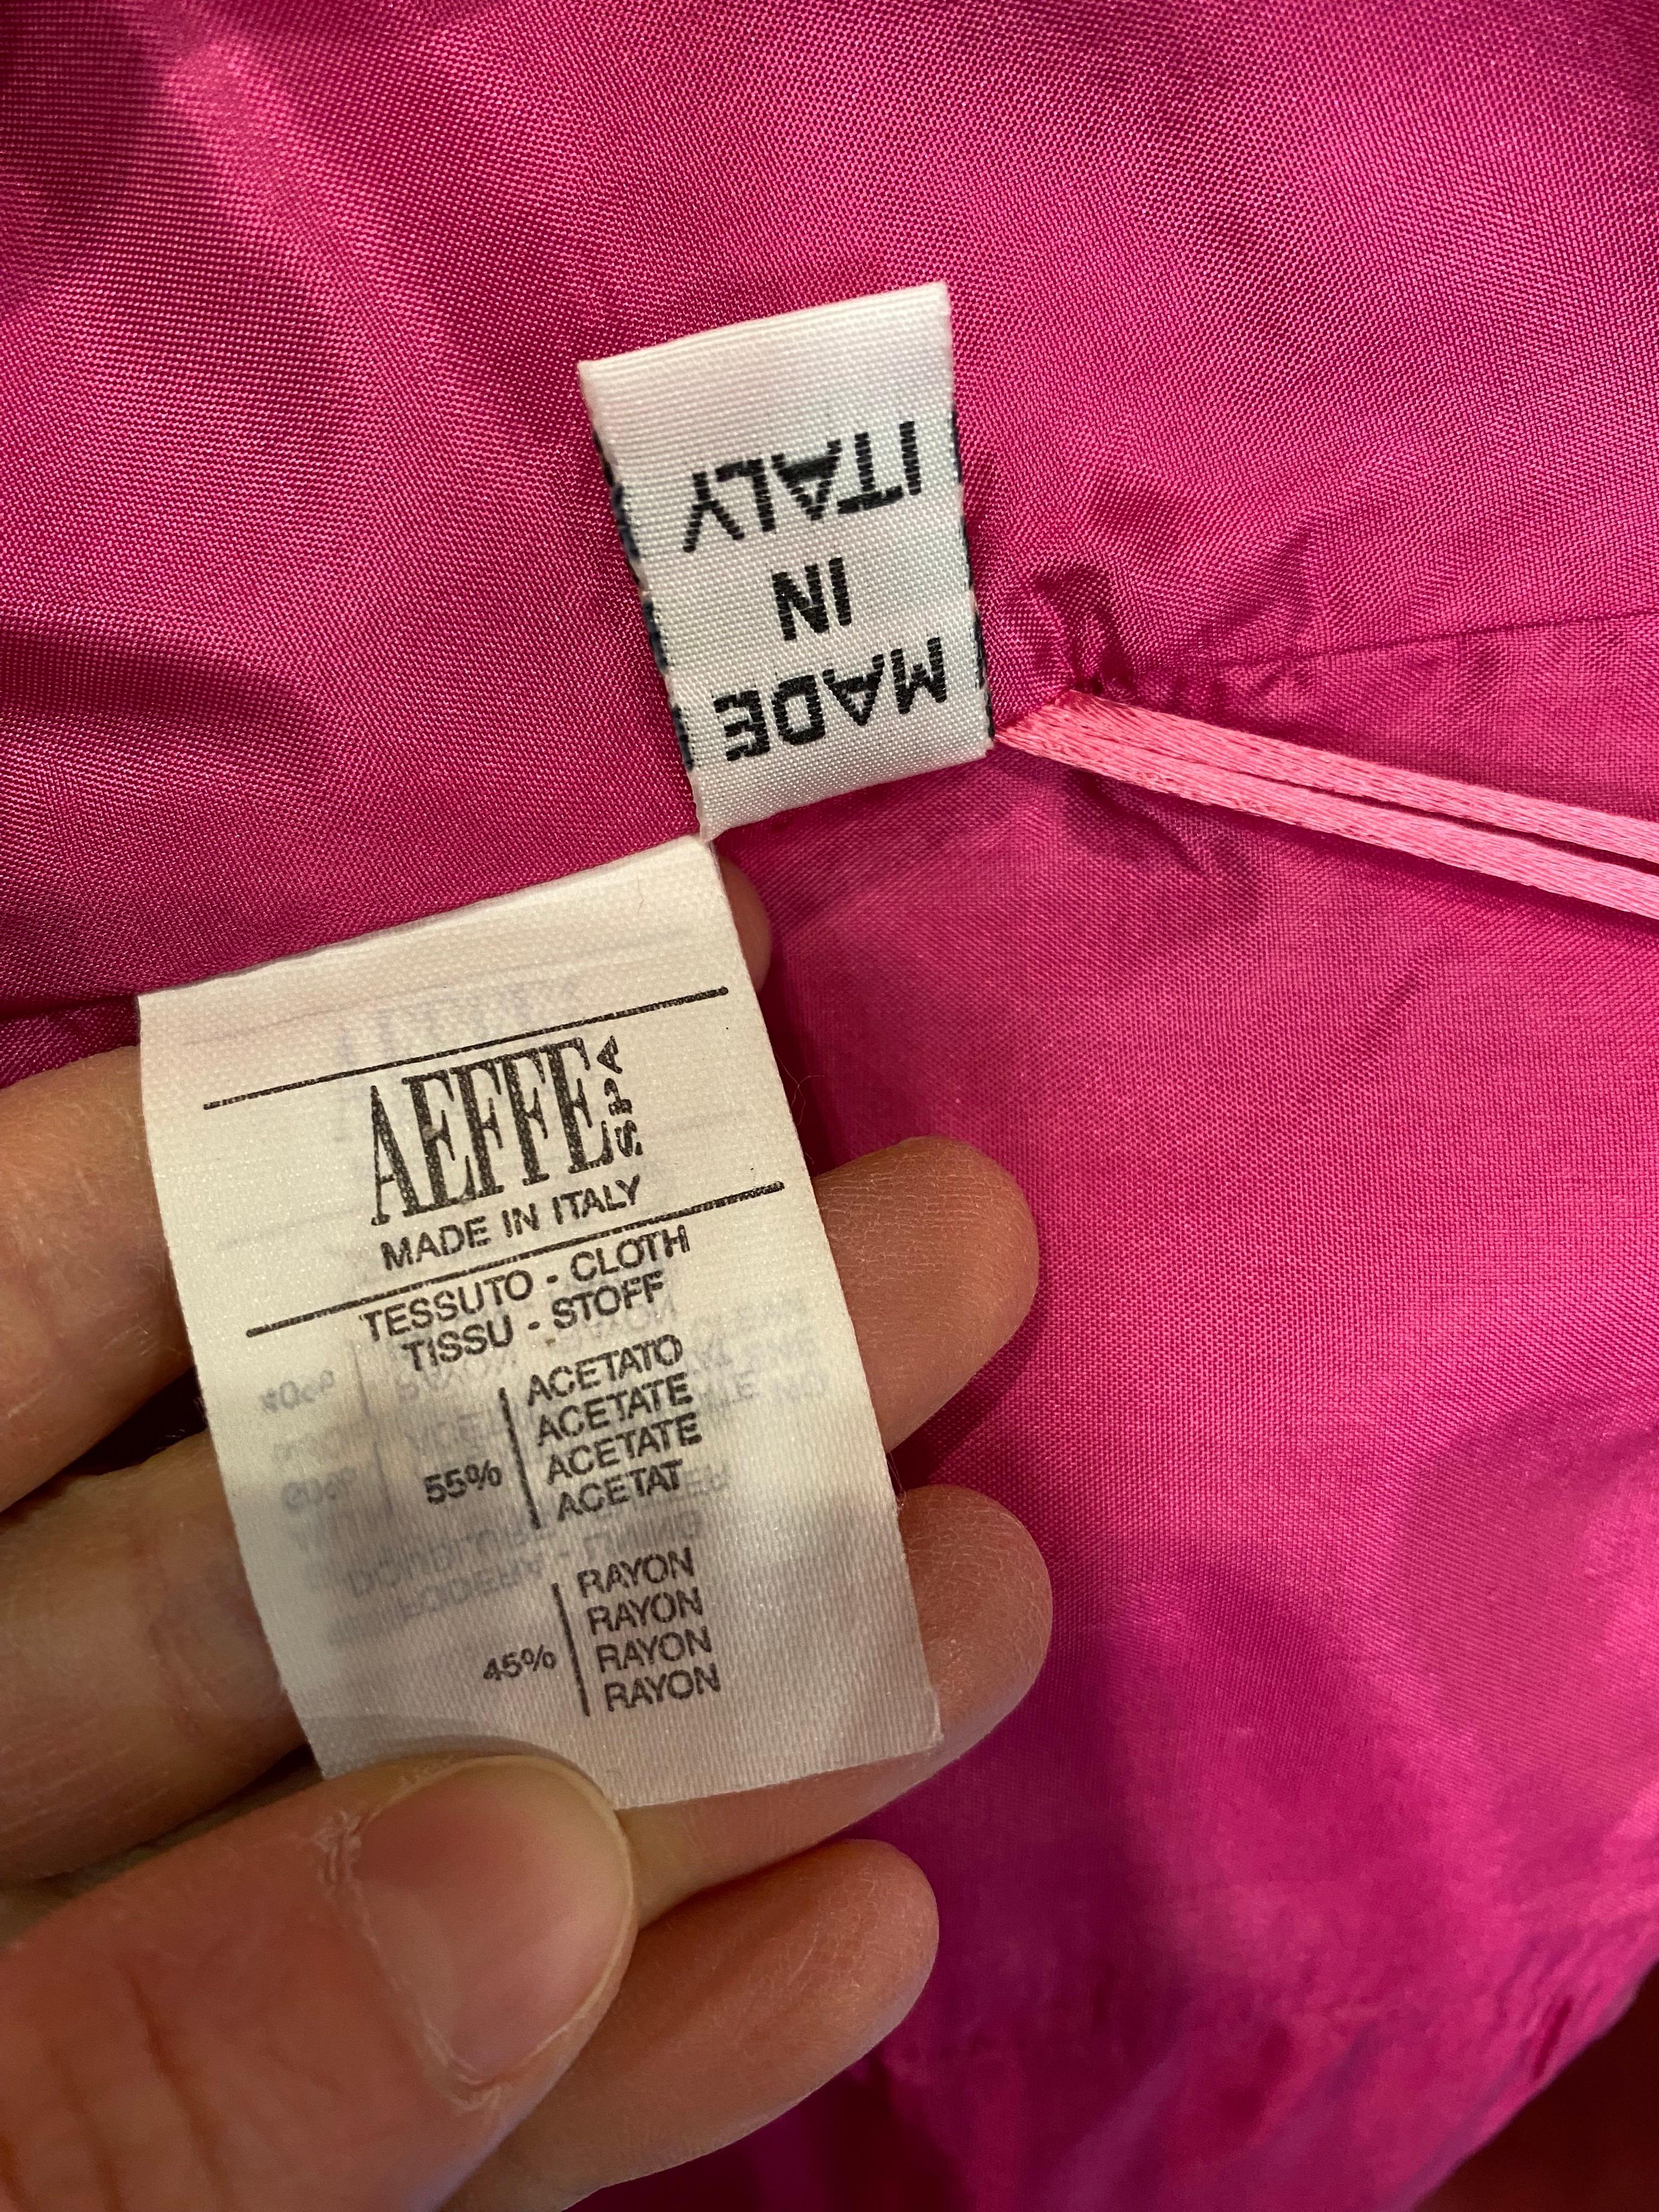 MADE
IN
ITALY
AEFFE SPA
MADE IN ITALY
TESSUTO - CLOTH
TISSU - STOFF
55%
ACETATO
ACETATE
ACETATE
ACETAT
45%
RAYON
RAYON
RAYON
RAYON